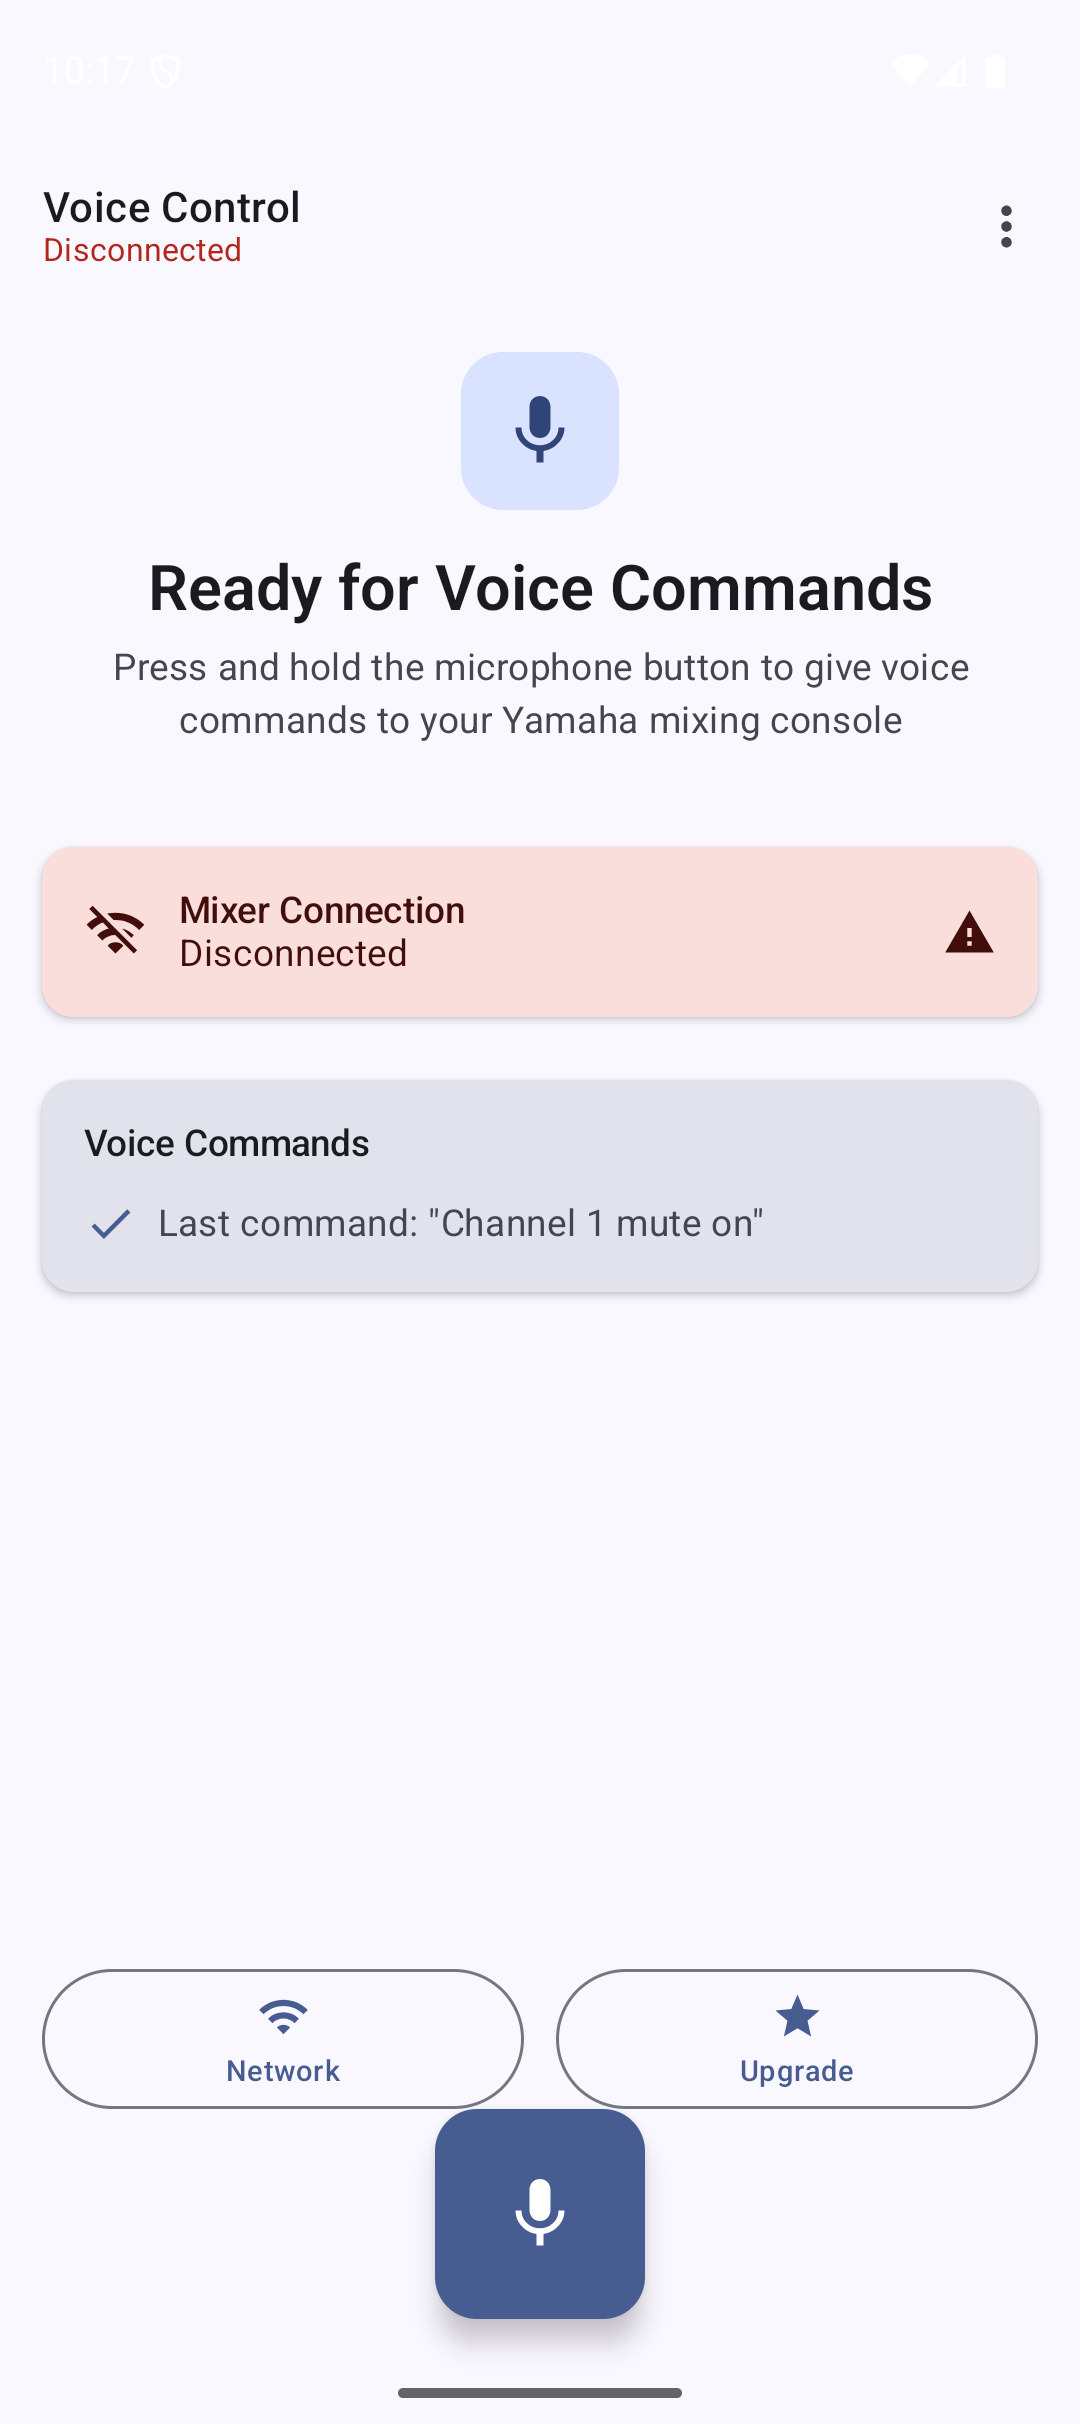 10:17
Voice Control
Disconnected
Ready for Voice Commands
Press and hold the microphone button to give voice
commands to your Yamaha mixing console
Mixer Connection
Disconnected
Voice Commands
Last command: "Channel 1 mute on"
Network
Upgrade